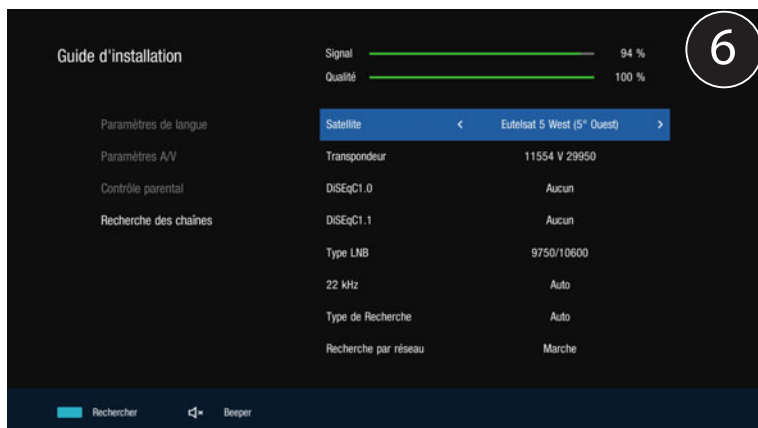 Guide d'installation
Signal 94 %
Qualité 100 %
6
Paramètres de langue
Paramètres A/V
Contrôle parental
Recherche des chaînes
Satellite < Eutelsat 5 West (5° Ouest) >
Transpondeur 11554 V 29950
DiSEqC1.0 Aucun
DiSEqC1.1 Aucun
Type LNB 9750/10600
22 kHz Auto
Type de Recherche Auto
Recherche par réseau Marche
Rechercher Beeper